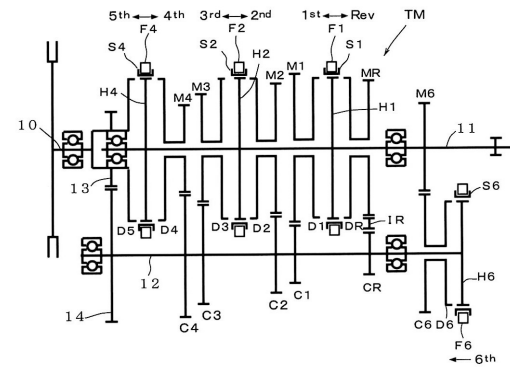 5th ↔ 4th 3rd ↔ 2nd 1st ↔ Rev TM
F4 F2 F1
S4 S2 S1
H2 M1 MR
M3 M2
H4 M4 H1 M6
10 11
13 S6
D5 D4 D3 D2 D1 DR IR
12 H6
14 C4 C3 C2 C1 CR C6 D6
F6
← 6th